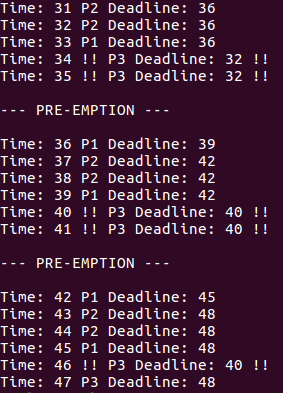 Time: 31 P2 Deadline: 36
Time: 32 P2 Deadline: 36
Time: 33 P1 Deadline: 36
Time: 34 !! P3 Deadline: 32 !!
Time: 35 !! P3 Deadline: 32 !!
--- PRE-EMPTION ---
Time: 36 P1 Deadline: 39
Time: 37 P2 Deadline: 42
Time: 38 P2 Deadline: 42
Time: 39 P1 Deadline: 42
Time: 40 !! P3 Deadline: 40 !!
Time: 41 !! P3 Deadline: 40 !!
--- PRE-EMPTION ---
Time: 42 P1 Deadline: 45
Time: 43 P2 Deadline: 48
Time: 44 P2 Deadline: 48
Time: 45 P1 Deadline: 48
Time: 46 !! P3 Deadline: 40 !!
Time: 47 P3 Deadline: 48